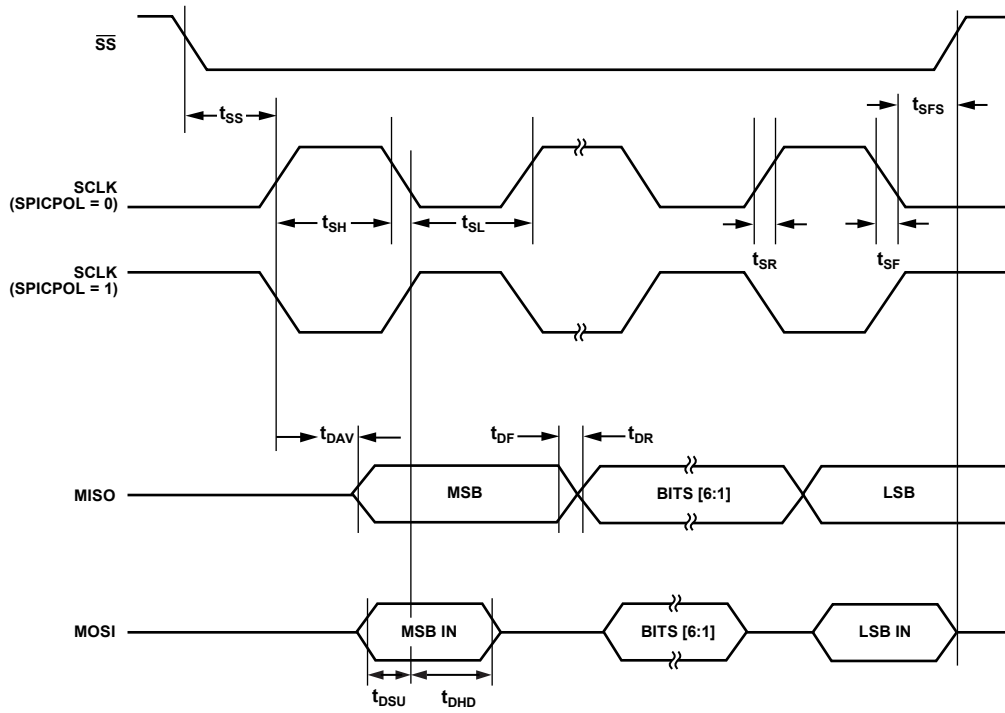 SS
tSS
tSFS
SCLK
(SPICPOL = 0)
tSH
tSL
tSR
tSF
SCLK
(SPICPOL = 1)
tDAV
tDF
tDR
MISO
MSB
BITS [6:1]
LSB
MOSI
MSB IN
BITS [6:1]
LSB IN
tDSU
tDHD